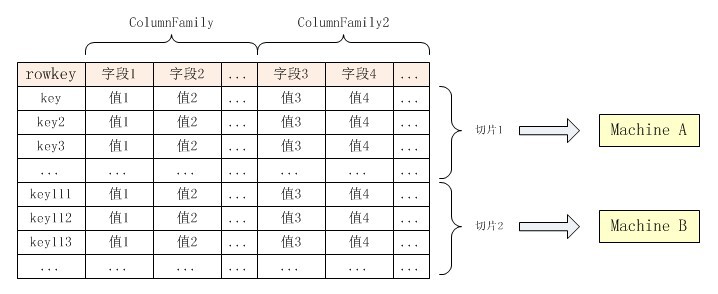 ColumnFamily ColumnFamily2
rowkey 字段1 字段2 ... 字段3 字段4 ...
key 值1 值2 ... 值3 值4 ...
key2 值1 值2 ... 值3 值4 ...
切片1 Machine A
key3 值1 值2 ... 值3 值4 ...
... ... ... ... ... ... ...
key111 值1 值2 ... 值3 值4 ...
key112 值1 值2 ... 值3 值4 ...
切片2 Machine B
key113 值1 值2 ... 值3 值4 ...
... ... ... ... ... ... ...